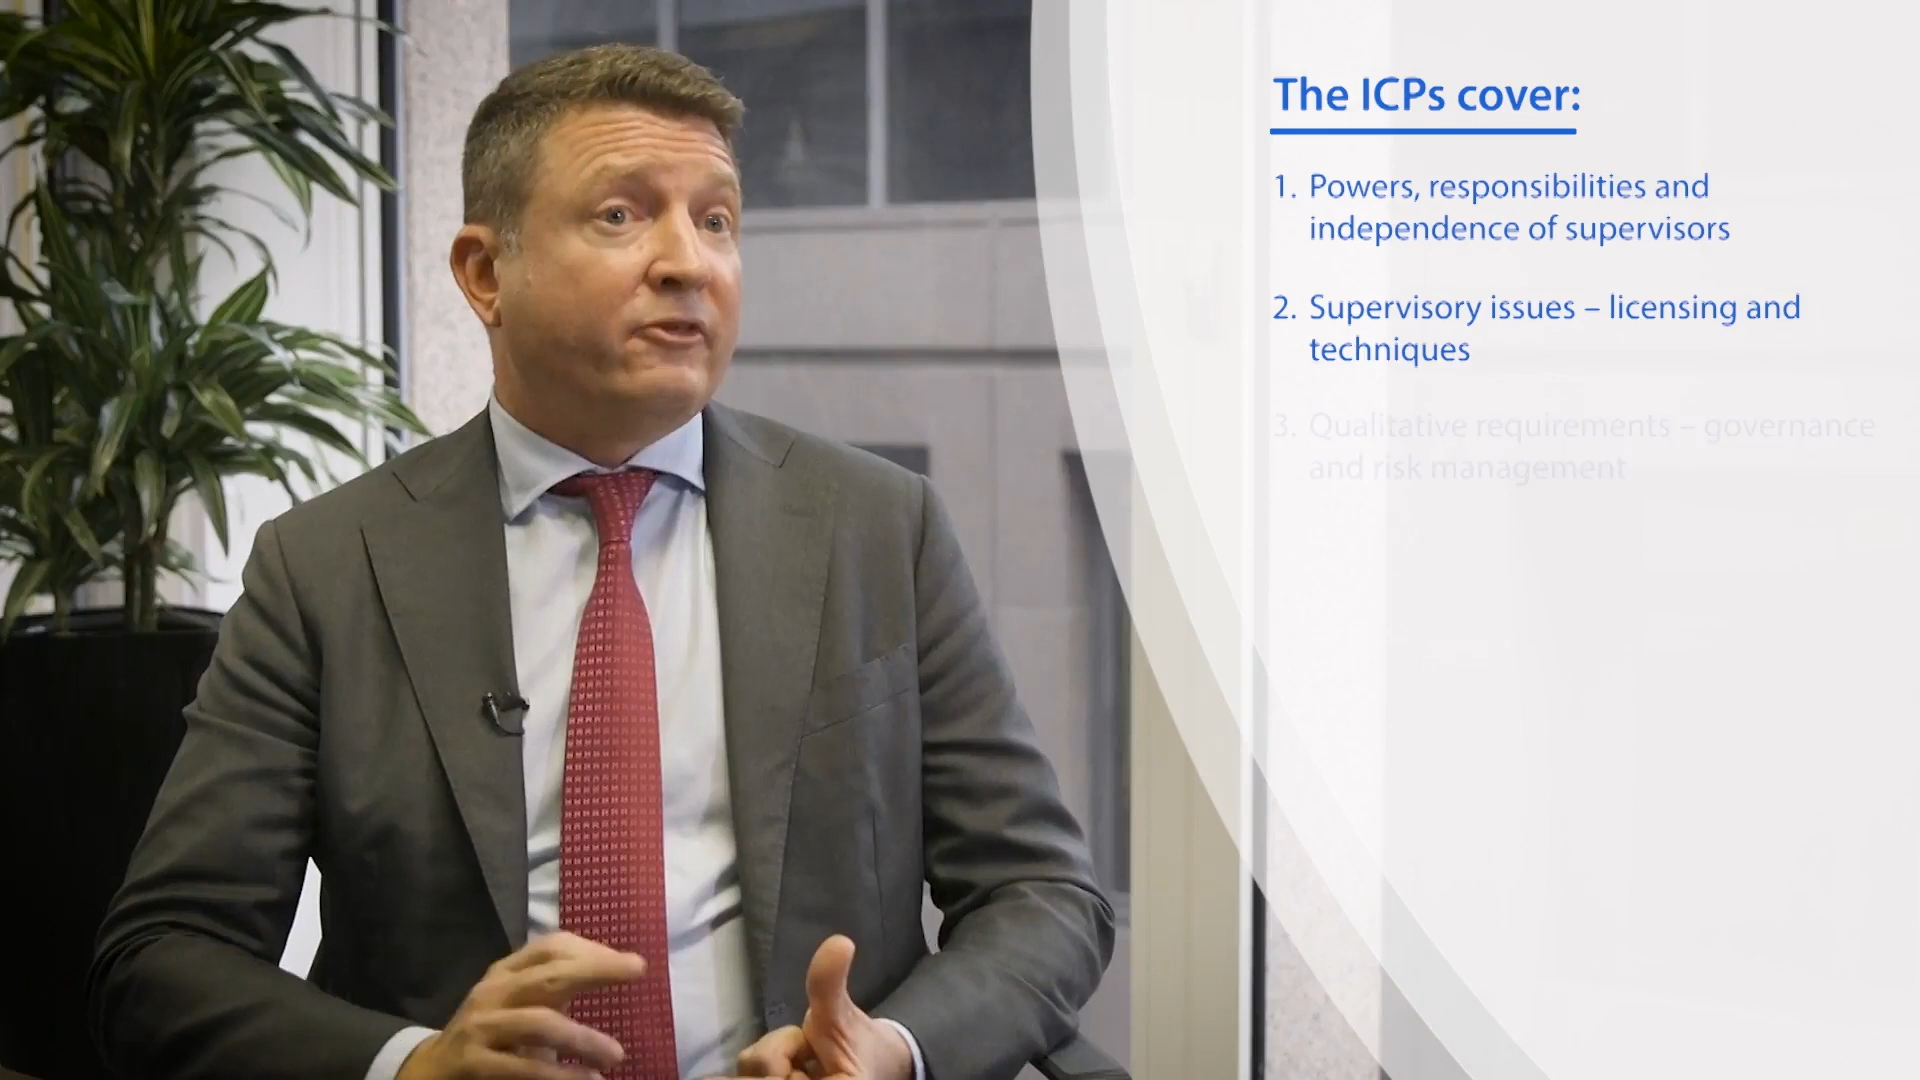 The ICPs cover:
1. Powers, responsibilities and
independence of supervisors
2. Supervisory issues – licensing and
techniques
3. Qualitative requirements – governance
and risk management